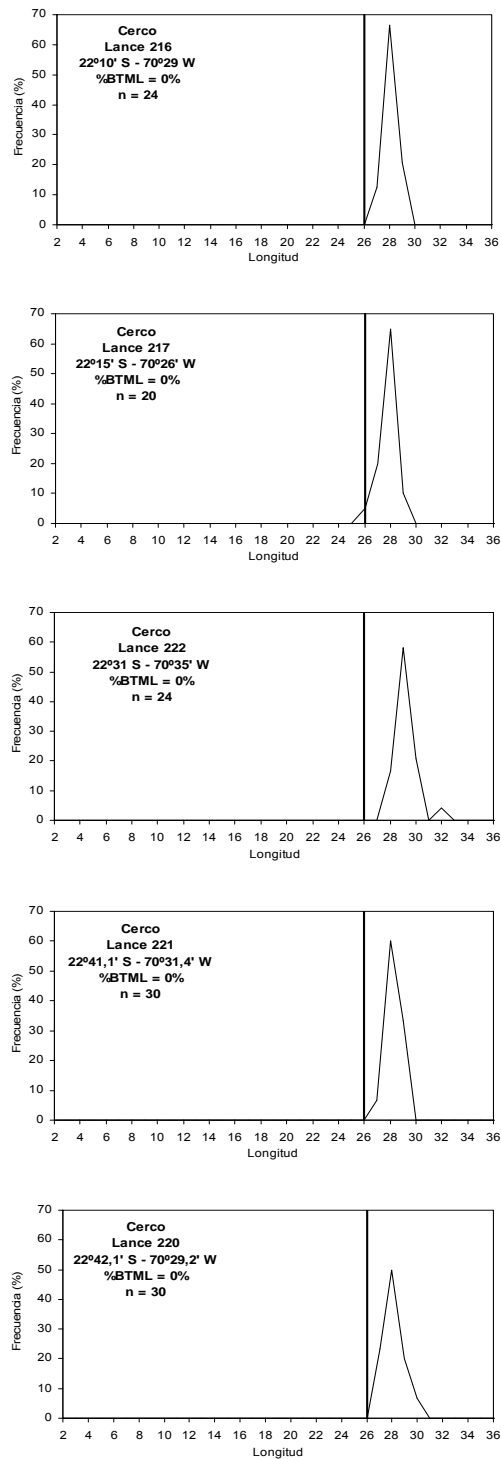 70
60
50
40
30
20
10
0
Frecuencia (%)
Cerco
Lance 216
22º10' S - 70º29 W
%BTML = 0%
n = 24
2 4 6 8 10 12 14 16 18 20 22 24 26 28 30 32 34 36
Longitud
70
60
50
40
30
20
10
0
Frecuencia (%)
Cerco
Lance 217
22º15' S - 70º26' W
%BTML = 0%
n = 20
2 4 6 8 10 12 14 16 18 20 22 24 26 28 30 32 34 36
Longitud
70
60
50
40
30
20
10
0
Frecuencia (%)
Cerco
Lance 222
22º31 S - 70º35' W
%BTML = 0%
n = 24
2 4 6 8 10 12 14 16 18 20 22 24 26 28 30 32 34 36
Longitud
70
60
50
40
30
20
10
0
Frecuencia (%)
Cerco
Lance 221
22º41,1' S - 70º31,4' W
%BTML = 0%
n = 30
2 4 6 8 10 12 14 16 18 20 22 24 26 28 30 32 34 36
Longitud
70
60
50
40
30
20
10
0
Frecuencia (%)
Cerco
Lance 220
22º42,1' S - 70º29,2' W
%BTML = 0%
n = 30
2 4 6 8 10 12 14 16 18 20 22 24 26 28 30 32 34 36
Longitud